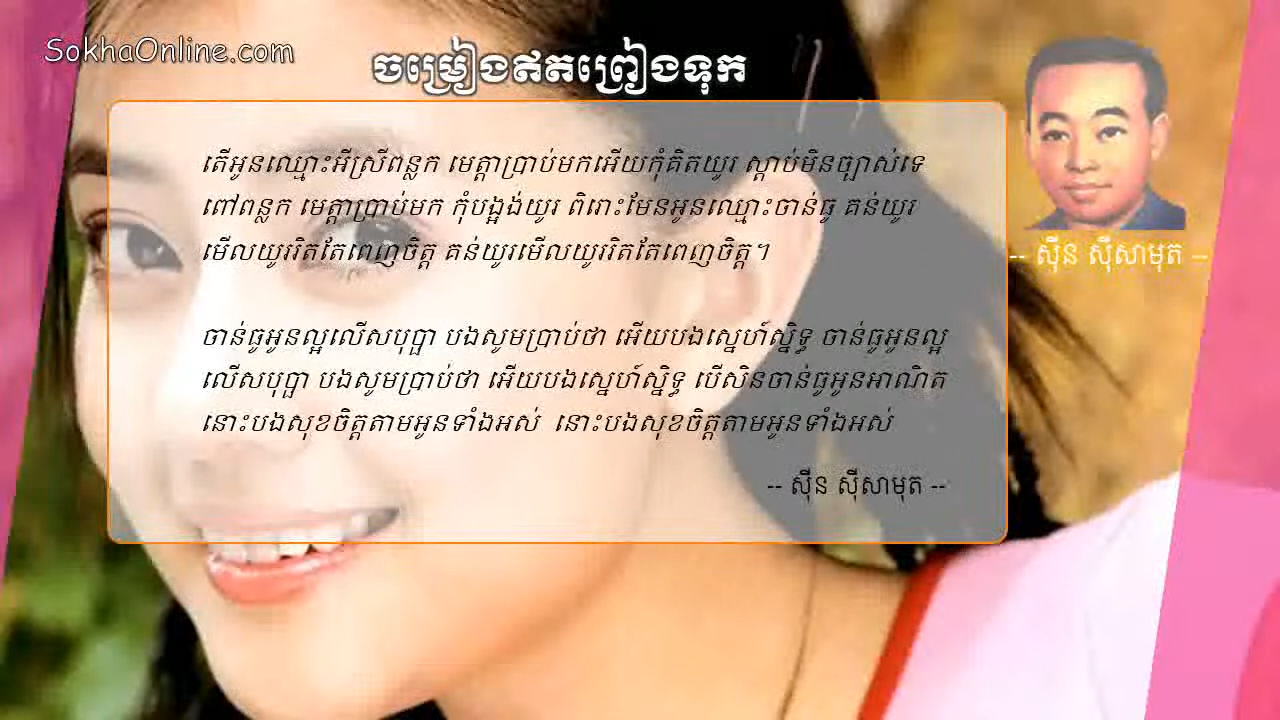 SokhaOnline.com
ចម្រៀងឥតព្រៀងទុក
តើអូនឈ្មោះអីស្រីពន្លក មេត្តាប្រាប់មកអើយកុំគិតយូរ ស្ដាប់មិនច្បាស់ទេ
ពៅពន្លក មេត្តាប្រាប់មក កុំបង្អង់យូរ ពិរោះមែនអូនឈ្មោះចាន់ធូ គន់យូរ
មើលយូររិតតែពេញចិត្ត គន់យូរមើលយូររិតតែពេញចិត្ត។
ចាន់ធូអូនល្អលើសបុប្ផា បងសូមប្រាប់ថា អើយបងស្នេហ៍ស្និទ្ធ ចាន់ធូអូនល្អ
លើសបុប្ផា បងសូមប្រាប់ថា អើយបងស្នេហ៍ស្និទ្ធ បើសិនចាន់ធូអូនអាណិត
នោះបងសុខចិត្តតាមអូនទាំងអស់ នោះបងសុខចិត្តតាមអូនទាំងអស់
-- ស៊ីន ស៊ីសាមុត --
-- ស៊ីន ស៊ីសាមុត --